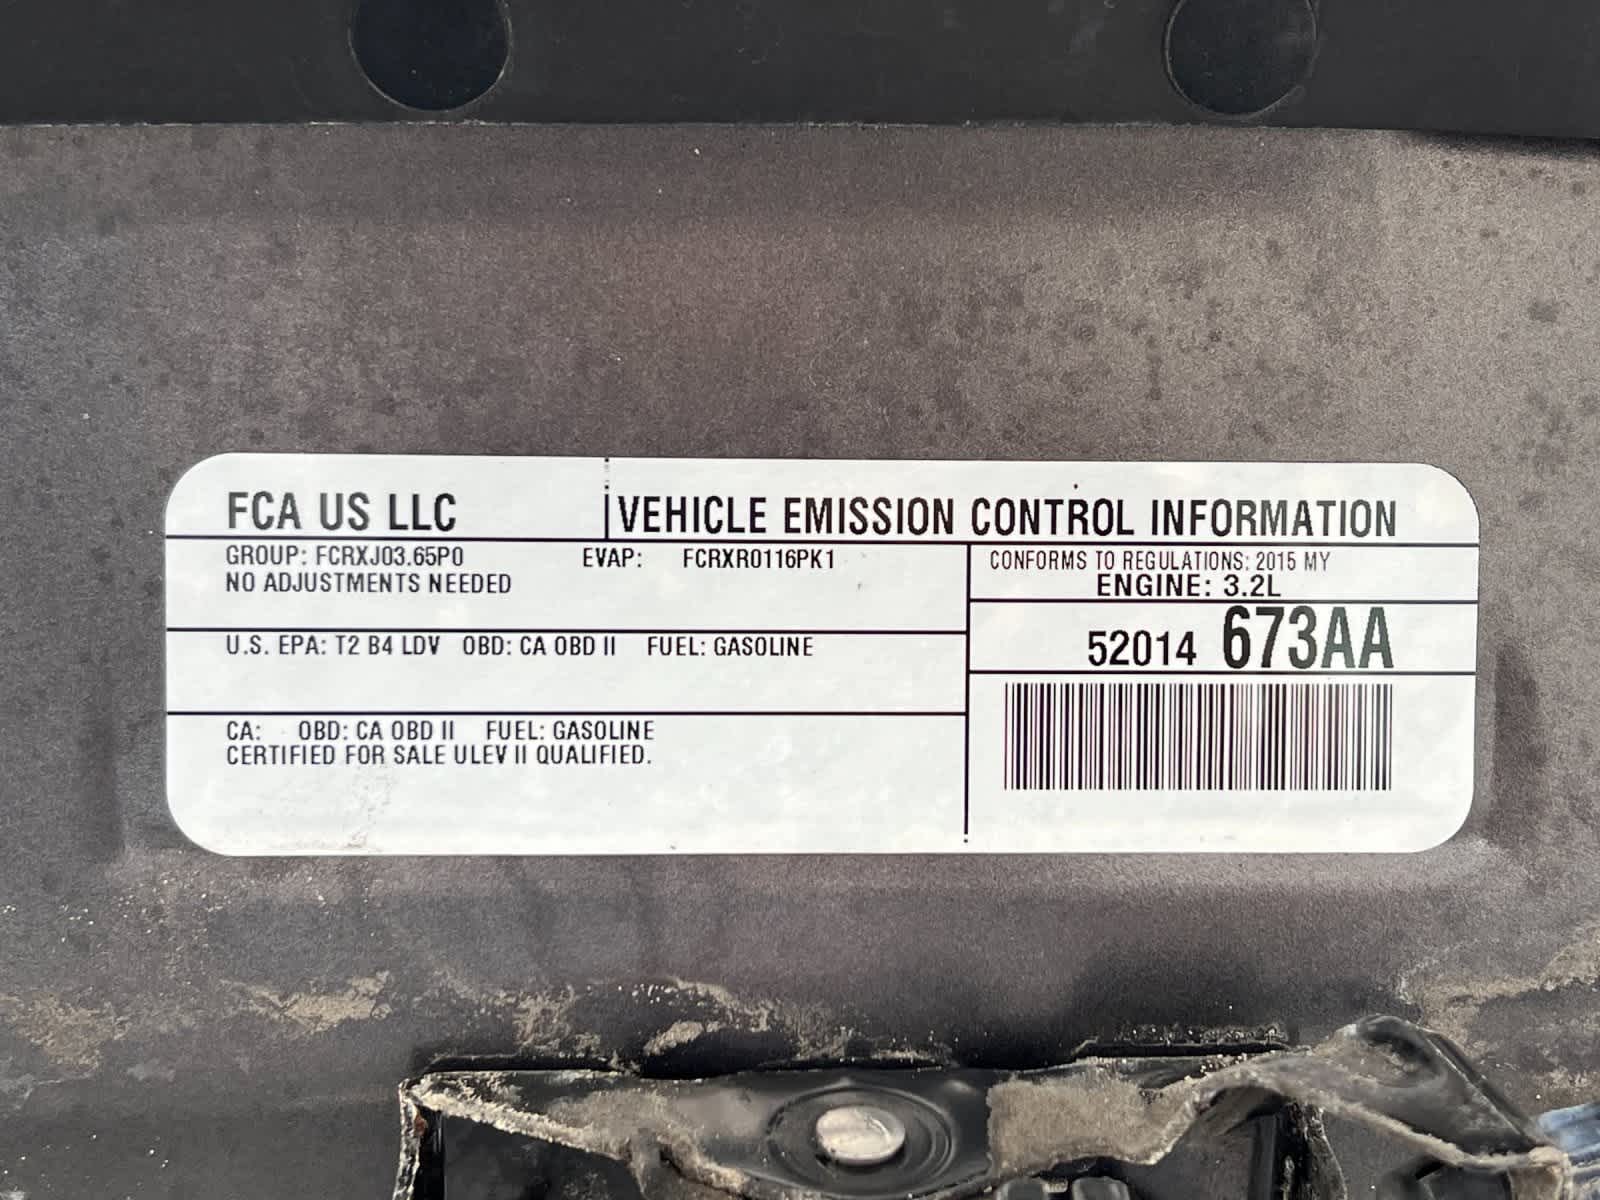 FCA US LLC
VEHICLE EMISSION CONTROL INFORMATION
GROUP: FCRXJ03.65P0 EVAP: FCRXR0116PK1
NO ADJUSTMENTS NEEDED
CONFORMS TO REGULATIONS: 2015 MY
ENGINE: 3.2L
52014 673AA
U.S. EPA: T2 B4 LDV OBD: CA OBD II FUEL: GASOLINE
CA: OBD: CA OBD II FUEL: GASOLINE
CERTIFIED FOR SALE ULEV II QUALIFIED.